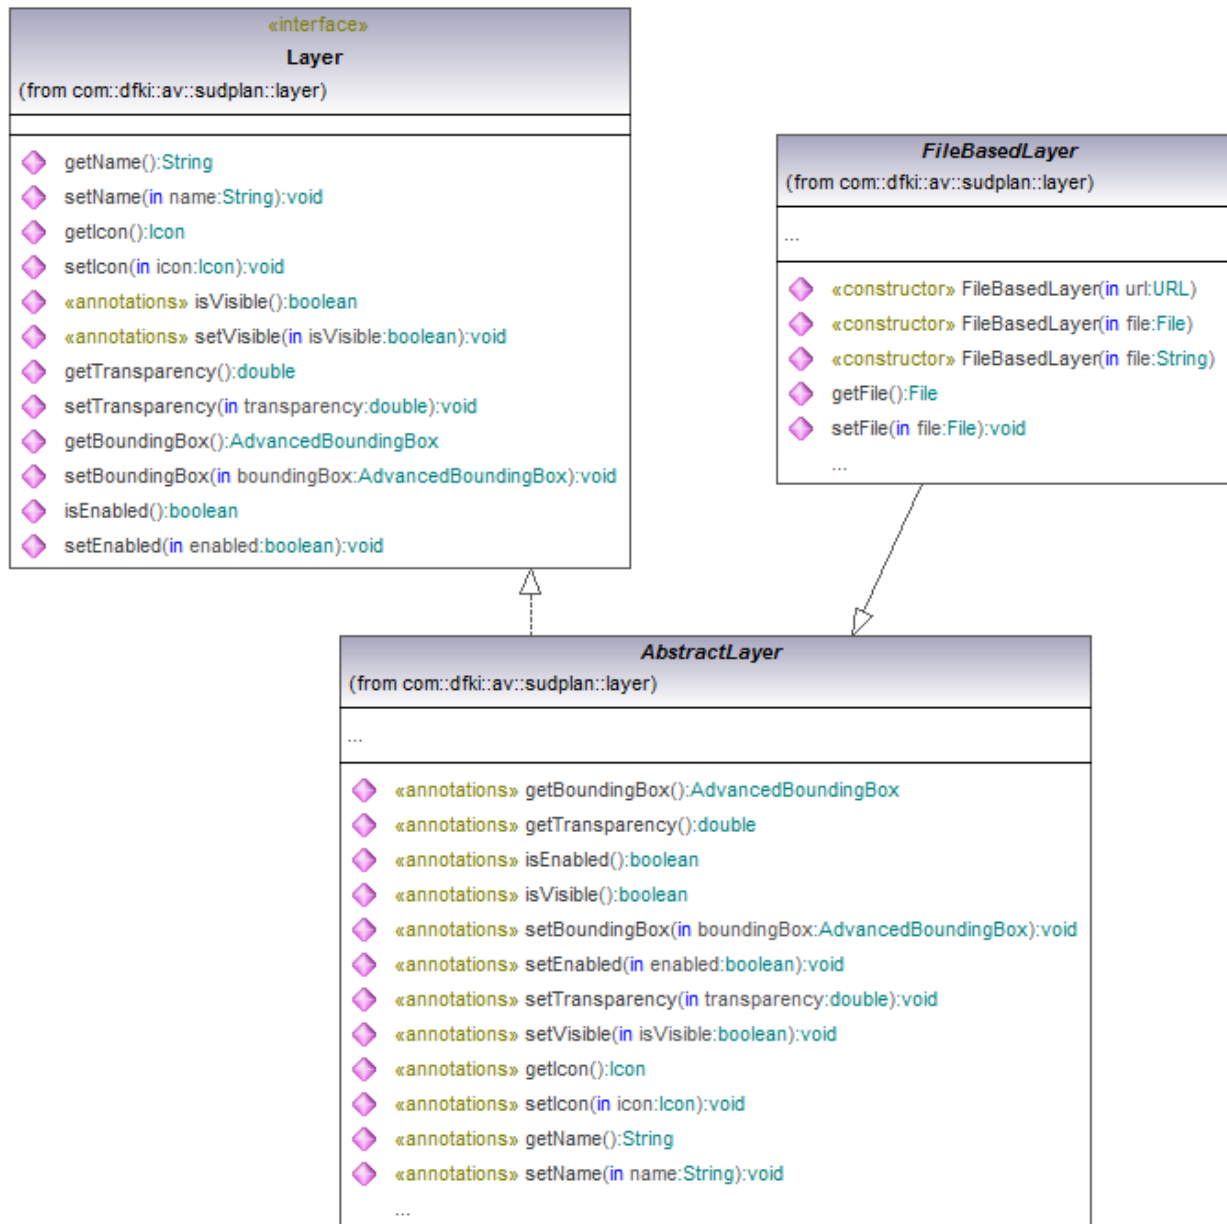 «interface»
Layer
(from com::dfki::av::sudplan::layer)
getName():String
setName(in name:String):void
getIcon():Icon
setIcon(in icon:Icon):void
«annotations» isVisible():boolean
«annotations» setVisible(in isVisible:boolean):void
getTransparency():double
setTransparency(in transparency:double):void
getBoundingBox():AdvancedBoundingBox
setBoundingBox(in boundingBox:AdvancedBoundingBox):void
isEnabled():boolean
setEnabled(in enabled:boolean):void
FileBasedLayer
(from com::dfki::av::sudplan::layer)
...
«constructor» FileBasedLayer(in url:URL)
«constructor» FileBasedLayer(in file:File)
«constructor» FileBasedLayer(in file:String)
getFile():File
setFile(in file:File):void
...
AbstractLayer
(from com::dfki::av::sudplan::layer)
...
«annotations» getBoundingBox():AdvancedBoundingBox
«annotations» getTransparency():double
«annotations» isEnabled():boolean
«annotations» isVisible():boolean
«annotations» setBoundingBox(in boundingBox:AdvancedBoundingBox):void
«annotations» setEnabled(in enabled:boolean):void
«annotations» setTransparency(in transparency:double):void
«annotations» setVisible(in isVisible:boolean):void
«annotations» getIcon():Icon
«annotations» setIcon(in icon:Icon):void
«annotations» getName():String
«annotations» setName(in name:String):void
...